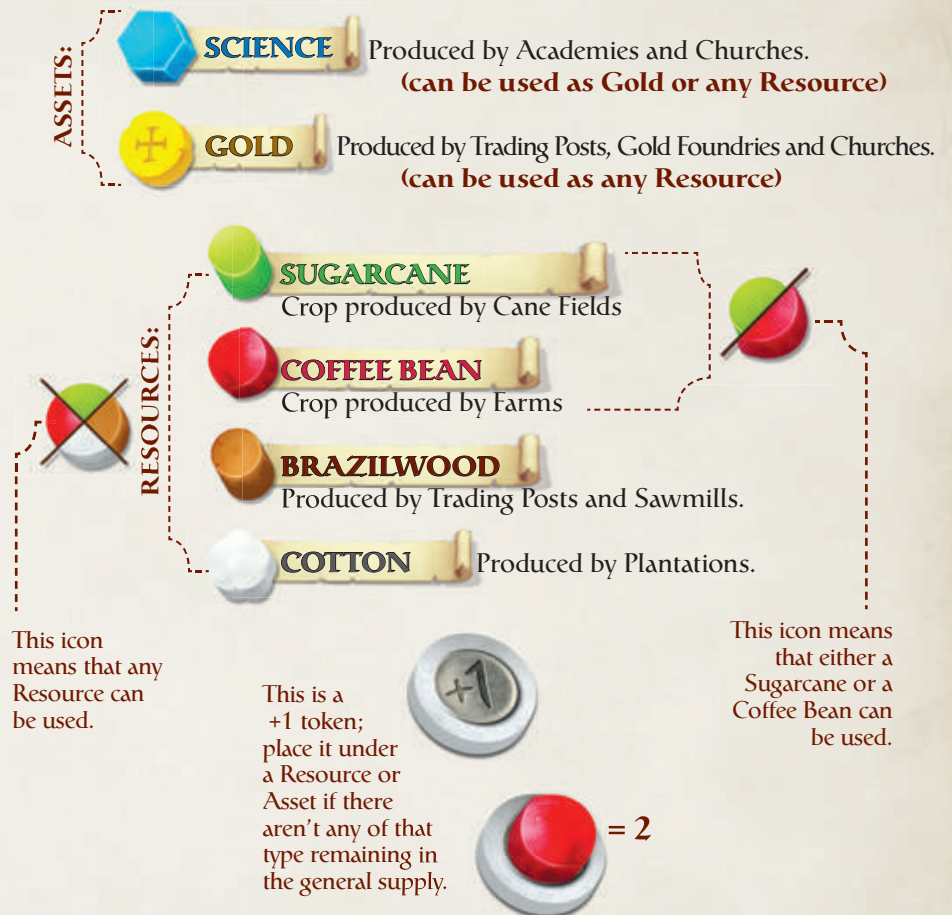 ASSETS:
SCIENCE Produced by Academies and Churches.
(can be used as Gold or any Resource)
GOLD Produced by Trading Posts, Gold Foundries and Churches.
(can be used as any Resource)
RESOURCES:
SUGARCANE
Crop produced by Cane Fields
COFFEE BEAN
Crop produced by Farms
BRAZILWOOD
Produced by Trading Posts and Sawmills.
COTTON Produced by Plantations.
This icon
means that any
Resource can
be used.
This icon means
that either a
Sugarcane or a
Coffee Bean can
be used.
This is a
+1 token;
place it under
a Resource or
Asset if there
aren't any of that
type remaining in
the general supply.
+1
= 2